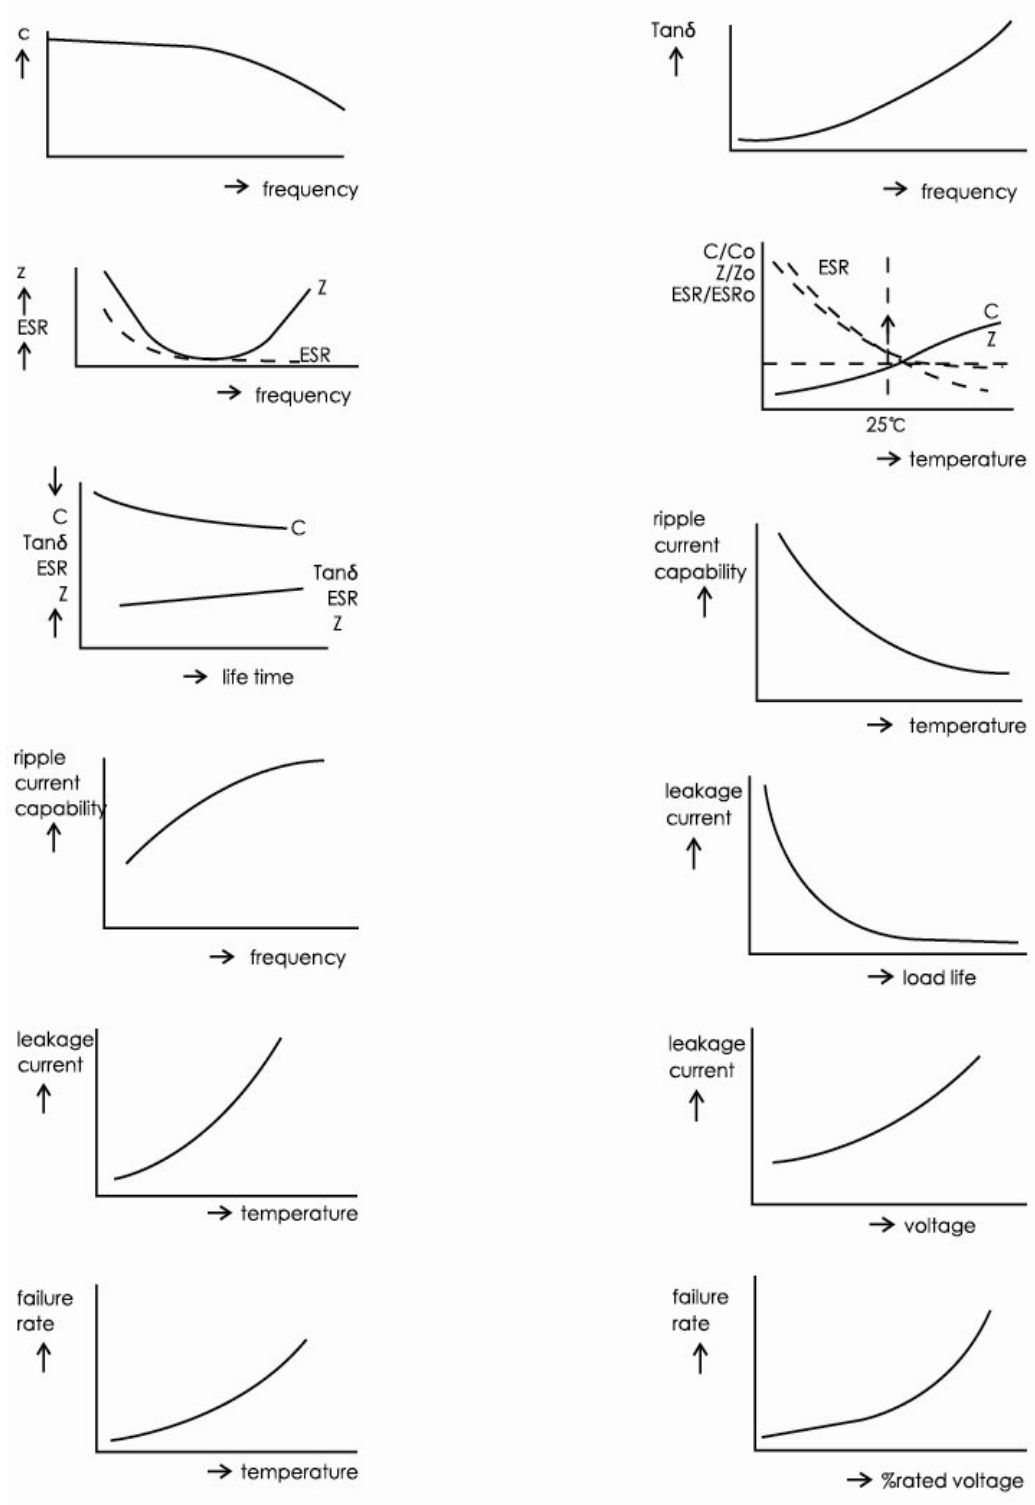 C
frequency
Tanδ
frequency
Z
ESR
Z
ESR
frequency
C/Co
Z/Zo
ESR/ESRo
ESR
C
Z
25℃
temperature
C
Tanδ
ESR
Z
C
Tanδ
ESR
Z
life time
ripple
current
capability
temperature
ripple
current
capability
frequency
leakage
current
load life
leakage
current
temperature
leakage
current
voltage
failure
rate
temperature
failure
rate
%rated voltage